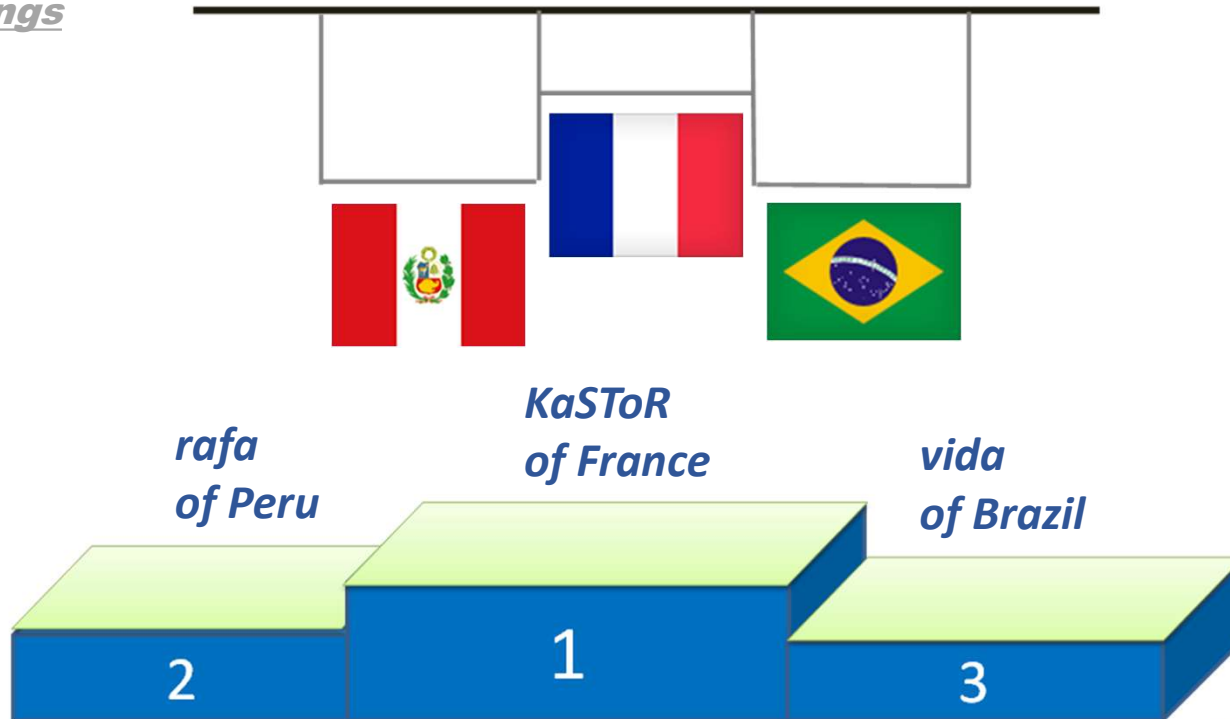 KaSToR
of France
rafa
of Peru
vida
of Brazil
2
1
3